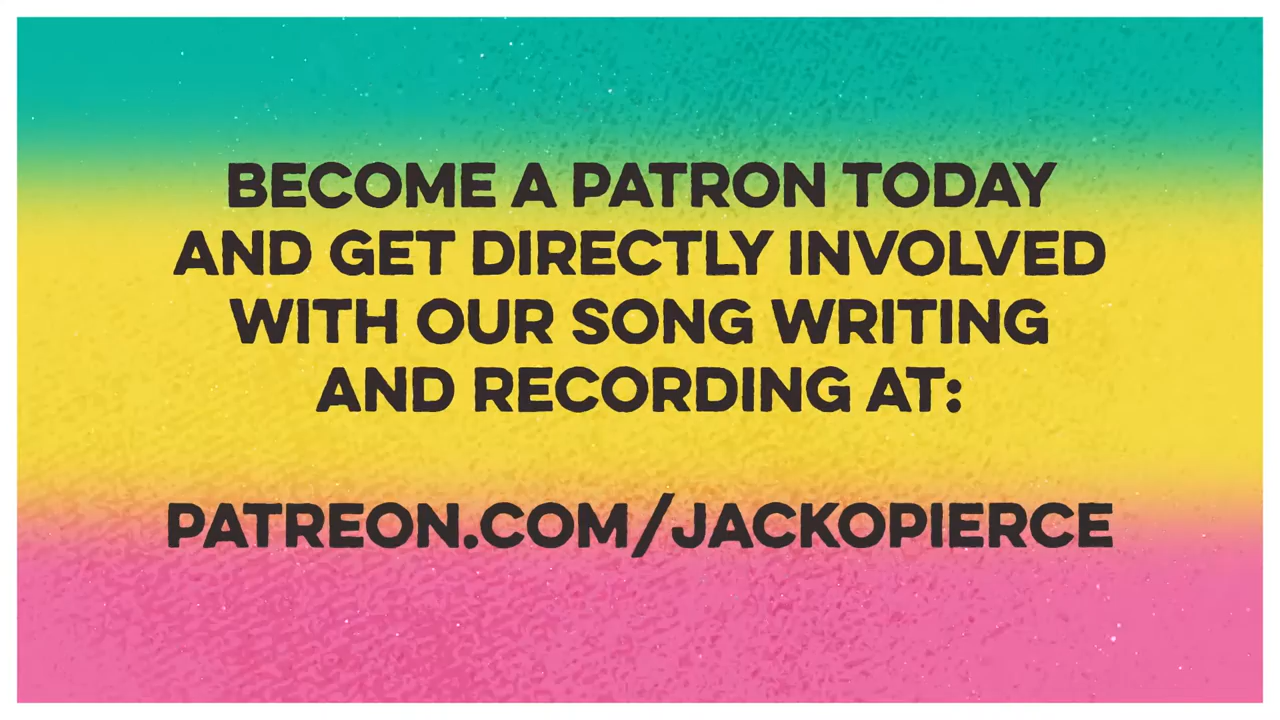 BECOME A PATRON TODAY
AND GET DIRECTLY INVOLVED
WITH OUR SONG WRITING
AND RECORDING AT:
PATREON.COM/JACKOPIERCE